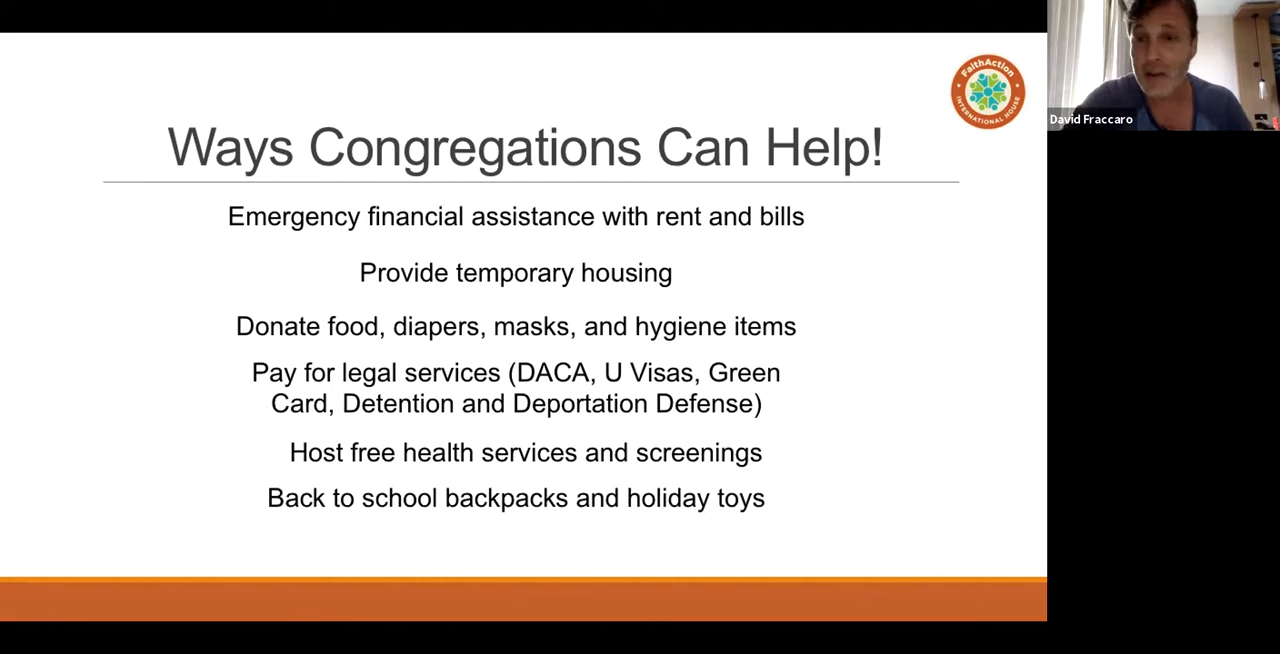 FaithAction
INTERNATIONAL HOUSE
David Fraccaro
Ways Congregations Can Help!
Emergency financial assistance with rent and bills
Provide temporary housing
Donate food, diapers, masks, and hygiene items
Pay for legal services (DACA, U Visas, Green
Card, Detention and Deportation Defense)
Host free health services and screenings
Back to school backpacks and holiday toys